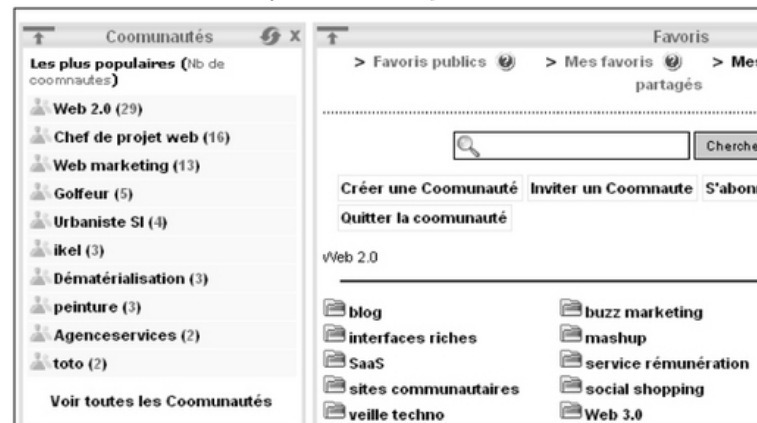 Coomunautés
X
Les plus populaires (Nb de
coomnautes)
Web 2.0 (29)
Chef de projet web (16)
Web marketing (13)
Golfeur (5)
Urbaniste SI (4)
ikel (3)
Dématérialisation (3)
peinture (3)
Agenceservices (2)
toto (2)
Voir toutes les Coomunautés
Favoris
> Favoris publics ? > Mes favoris ? > Mes
partagés
Cherche
Créer une Coomunauté Inviter un Coomnaute S'abonn
Quitter la coomunauté
Web 2.0
blog buzz marketing
interfaces riches mashup
SaaS service rémunération
sites communautaires social shopping
veille techno Web 3.0